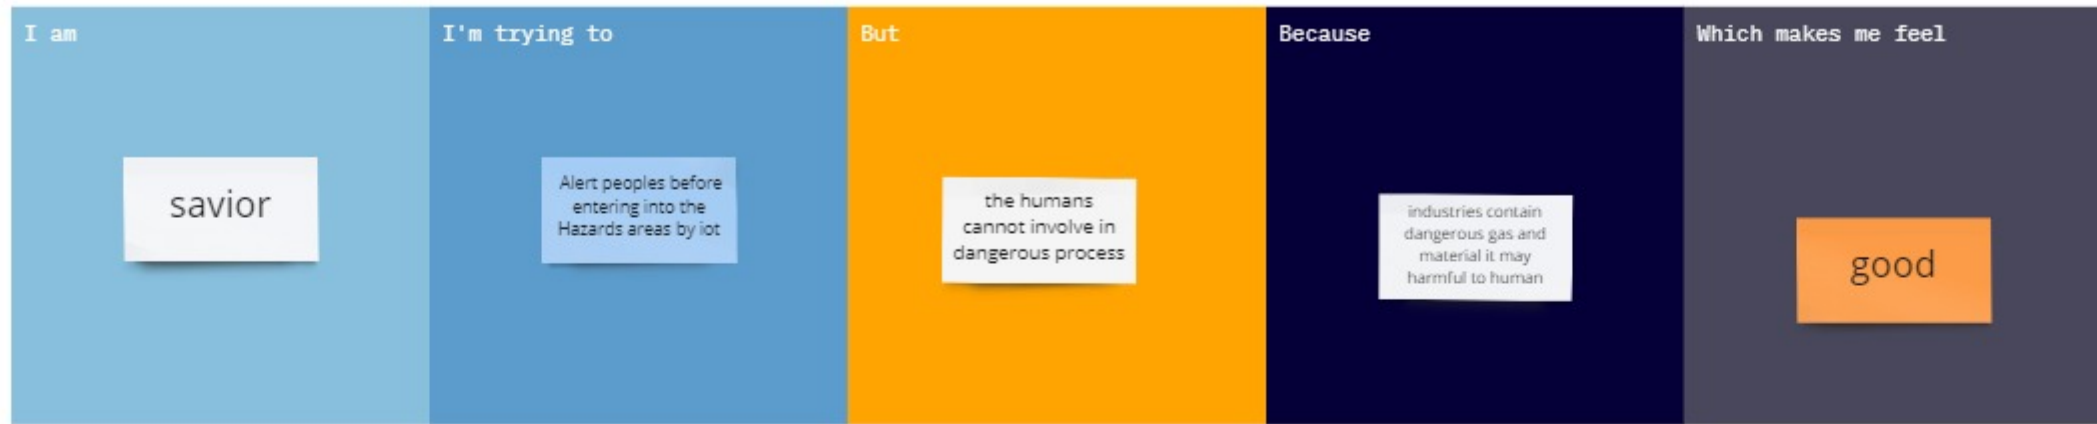 I am
savior
I'm trying to
Alert peoples before
entering into the
Hazards areas by iot
But
the humans
cannot involve in
dangerous process
Because
industries contain
dangerous gas and
material it may
harmful to human
Which makes me feel
good